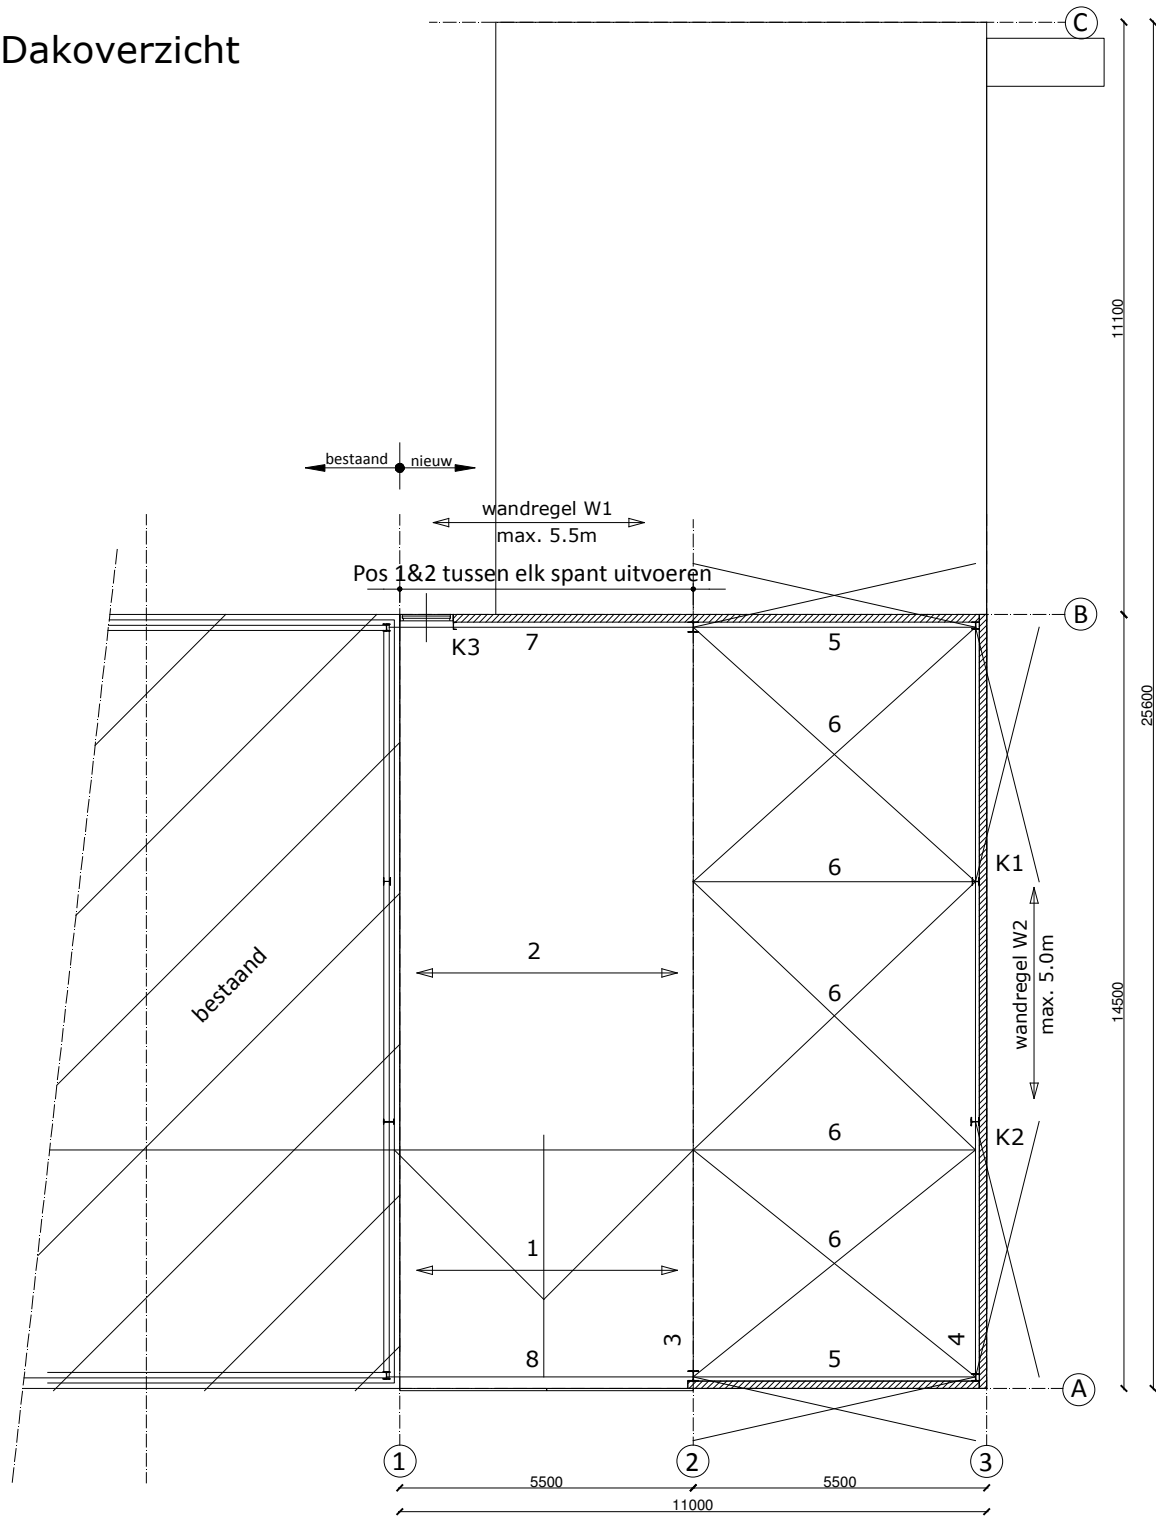 Dakoverzicht
C
11100
bestaand
nieuw
wandregel W1
max. 5.5m
Pos 1&2 tussen elk spant uitvoeren
B
K3
7
5
25600
6
K1
6
2
wandregel W2
max. 5.0m
bestaand
6
14500
6
K2
6
1
3
4
8
5
A
1
2
3
5500
5500
11000